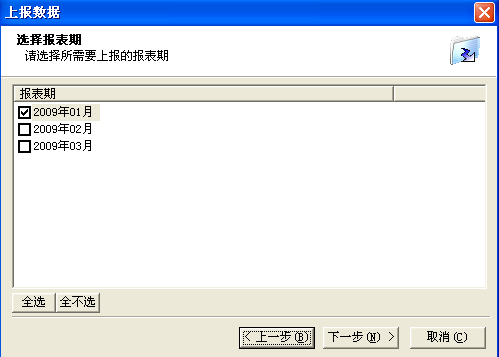 上报数据
选择报表期
请选择所需要上报的报表期
报表期
2009年01月
2009年02月
2009年03月
全选 全不选
< 上一步(B) 下一步(N) > 取消(C)